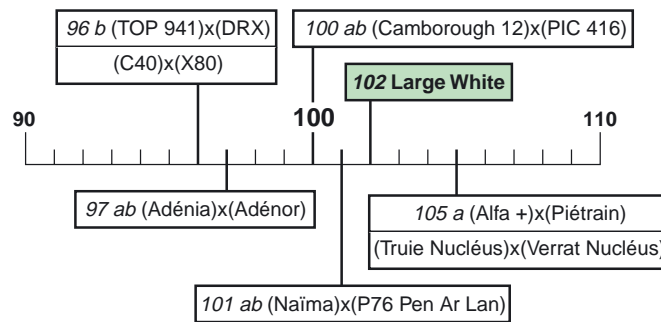 96 b (TOP 941)x(DRX)
(C40)x(X80)
100 ab (Camborough 12)x(PIC 416)
102 Large White
90
100
110
97 ab (Adénia)x(Adénor)
105 a (Alfa +)x(Piétrain)
(Truie Nucléus)x(Verrat Nucléus)
101 ab (Naïma)x(P76 Pen Ar Lan)